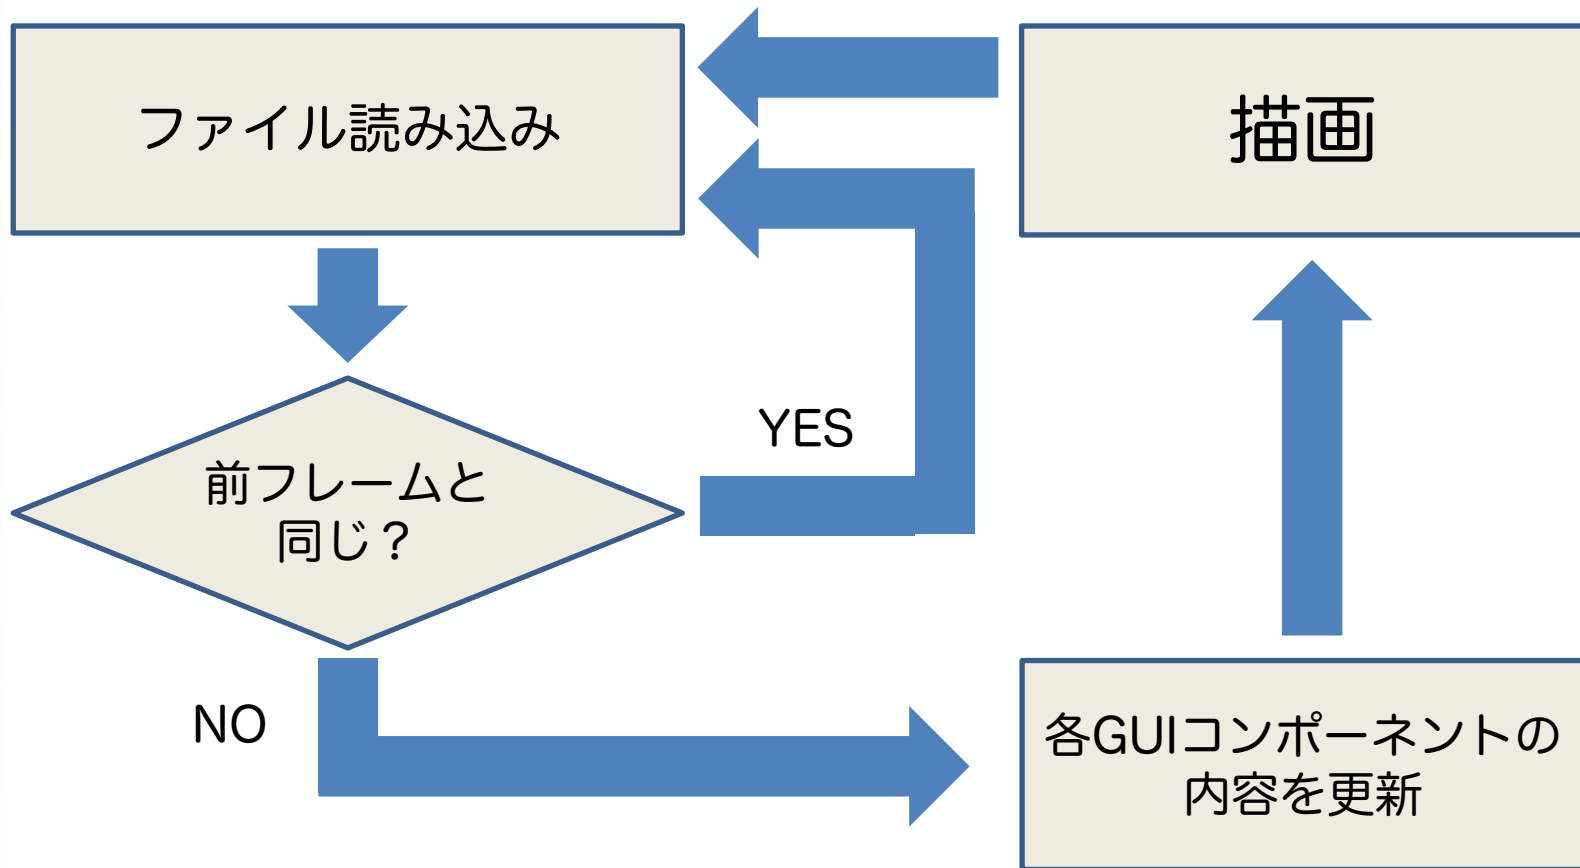 ファイル読み込み
描画
前フレームと
同じ？
YES
NO
各GUIコンポーネントの
内容を更新